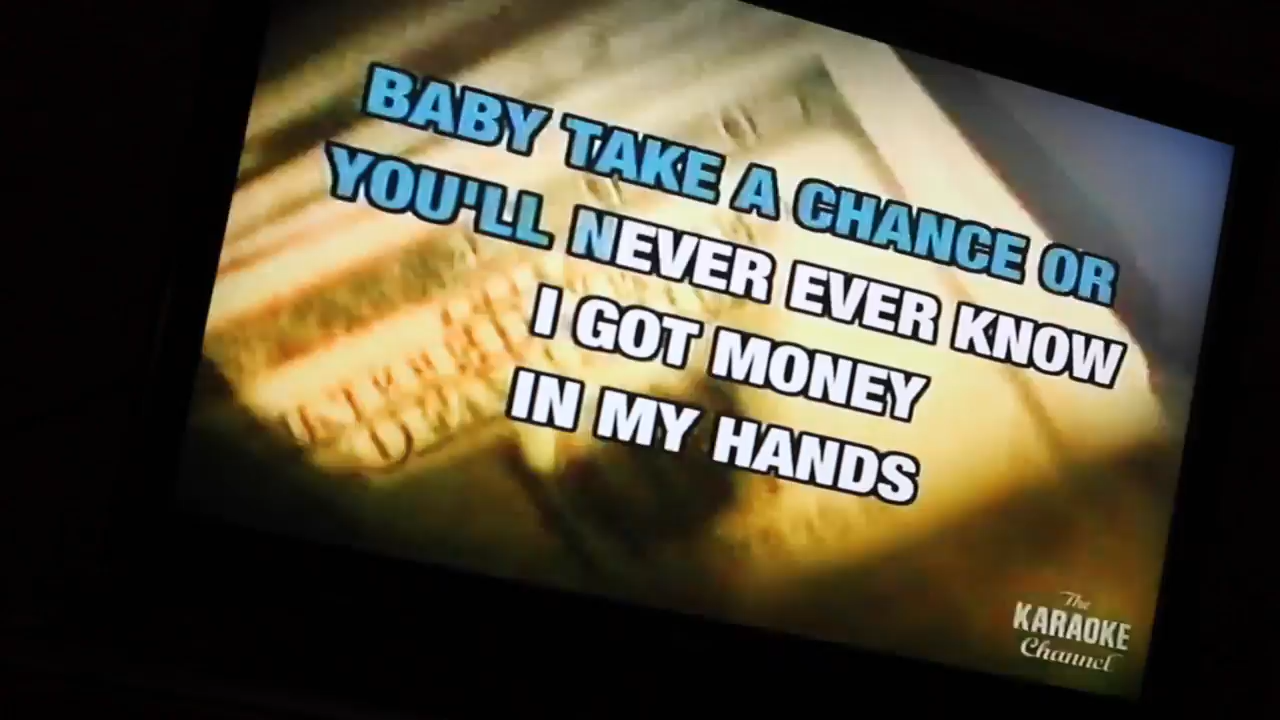 BABY TAKE A CHANCE OR
YOU'LL NEVER EVER KNOW
I GOT MONEY
IN MY HANDS
The
KARAOKE
Channel